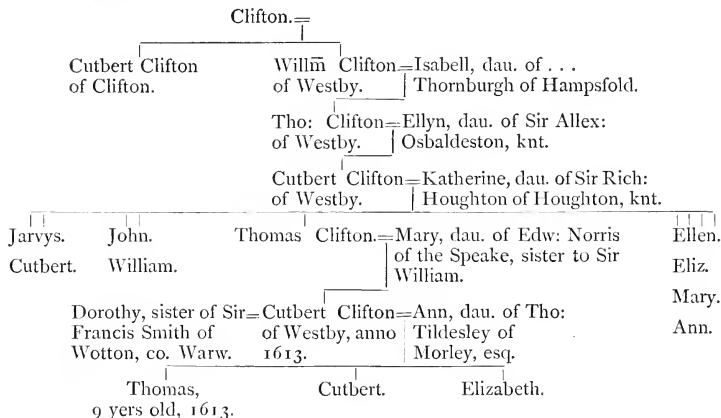 Clifton.=
Cutbert Clifton
of Clifton.
Willm̃ Clifton=Isabell, dau. of . . .
of Westby. Thornburgh of Hampsfold.
Tho: Clifton=Ellyn, dau. of Sir Allex:
of Westby. Osbaldeston, knt.
Cutbert Clifton=Katherine, dau. of Sir Rich:
of Westby. Houghton of Houghton, knt.
Jarvys.
Cutbert.
John.
William.
Thomas Clifton.=Mary, dau. of Edw: Norris
of the Speake, sister to Sir
William.
Ellen.
Eliz.
Mary.
Ann.
Dorothy, sister of Sir=Cutbert Clifton=Ann, dau. of Tho:
Francis Smith of of Westby, anno Tildesley of
Wotton, co. Warw. 1613. Morley, esq.
Thomas,
9 yers old, 1613.
Cutbert.
Elizabeth.